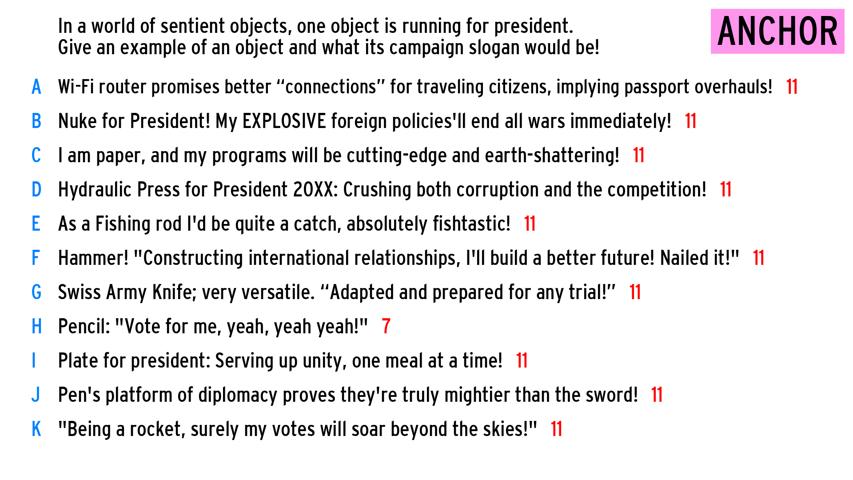 In a world of sentient objects, one object is running for president.
Give an example of an object and what its campaign slogan would be!
ANCHOR
A Wi-Fi router promises better “connections” for traveling citizens, implying passport overhauls! 11
B Nuke for President! My EXPLOSIVE foreign policies'll end all wars immediately! 11
C I am paper, and my programs will be cutting-edge and earth-shattering! 11
D Hydraulic Press for President 20XX: Crushing both corruption and the competition! 11
E As a Fishing rod I'd be quite a catch, absolutely fishtastic! 11
F Hammer! "Constructing international relationships, I'll build a better future! Nailed it!" 11
G Swiss Army Knife; very versatile. “Adapted and prepared for any trial!” 11
H Pencil: "Vote for me, yeah, yeah yeah!" 7
I Plate for president: Serving up unity, one meal at a time! 11
J Pen's platform of diplomacy proves they're truly mightier than the sword! 11
K "Being a rocket, surely my votes will soar beyond the skies!" 11